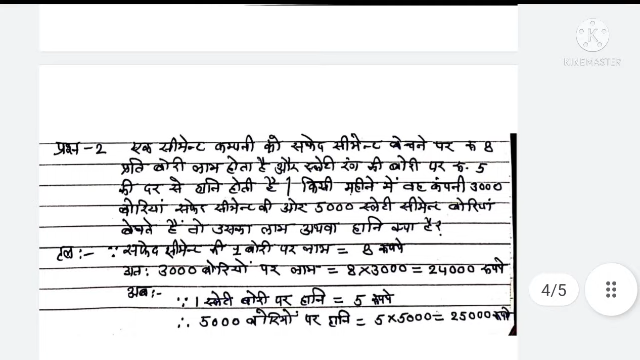 KINEMASTER
प्रश्न-2 एक सीमेन्ट कम्पनी को सफेद सीमेन्ट बेचने पर रू 8
प्रति बोरी लाभ होता है और स्लेटी रंग की बोरी पर रू. 5
की दर से हानि होती है। किसी महीने में वह कंपनी 3000
बोरियां सफेद सीमेन्ट की और 5000 स्लेटी सीमेन्ट बोरियां
बेचते हैं तो उसका लाभ अथवा हानि क्या है?
हल:- ∵ सफेद सीमेन्ट की 1 बोरी पर लाभ = 8 रूपये
अतः 3000 बोरियों पर लाभ = 8×3000 = 24000 रूपये
अब:-
∵ 1 स्लेटी बोरी पर हानि = 5 रूपये
∴ 5000 बोरियों पर हानि = 5×5000 = 25000 रूपये
4/5